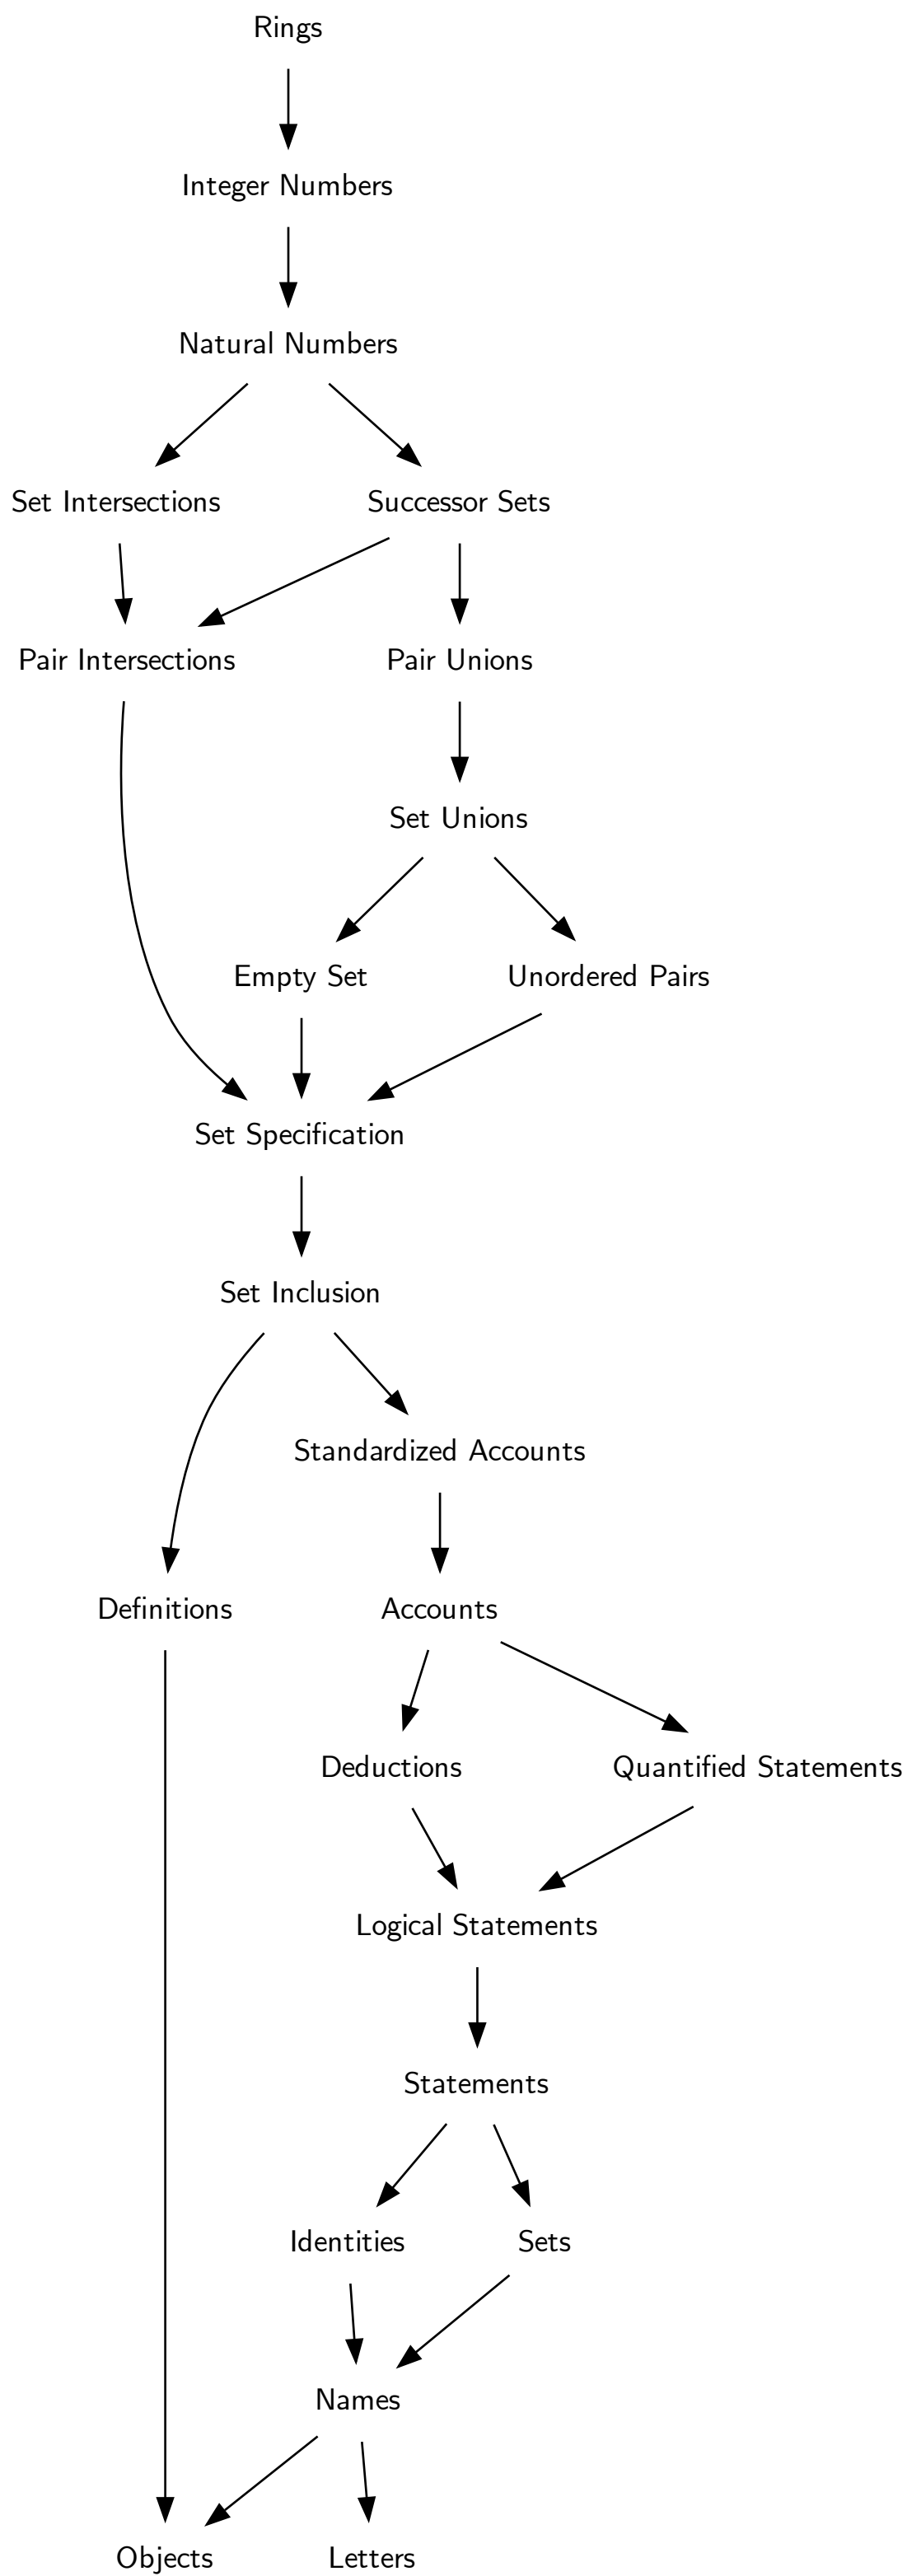 Rings
Integer Numbers
Natural Numbers
Set Intersections
Successor Sets
Pair Intersections
Pair Unions
Set Unions
Empty Set
Unordered Pairs
Set Specification
Set Inclusion
Standardized Accounts
Definitions
Accounts
Deductions
Quantified Statements
Logical Statements
Statements
Identities
Sets
Names
Objects
Letters